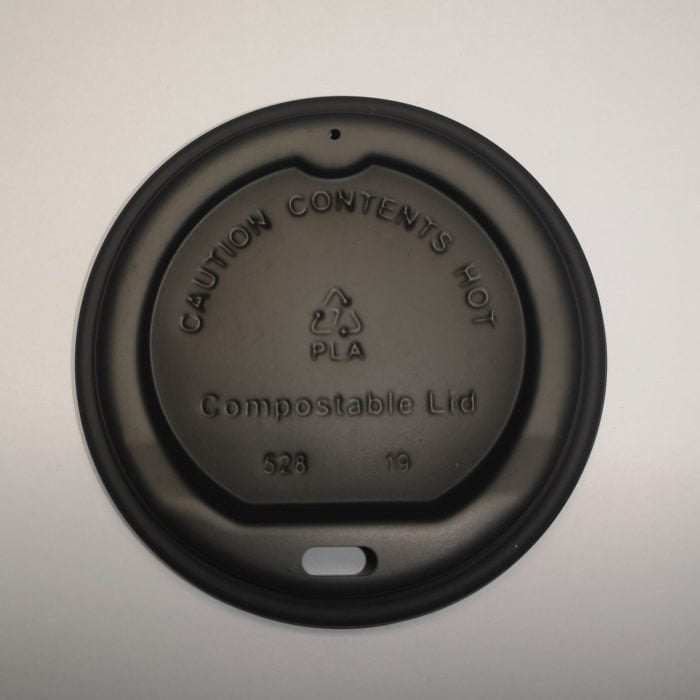 CAUTION CONTENTS HOT
7
PLA
Compostable Lid
528 19